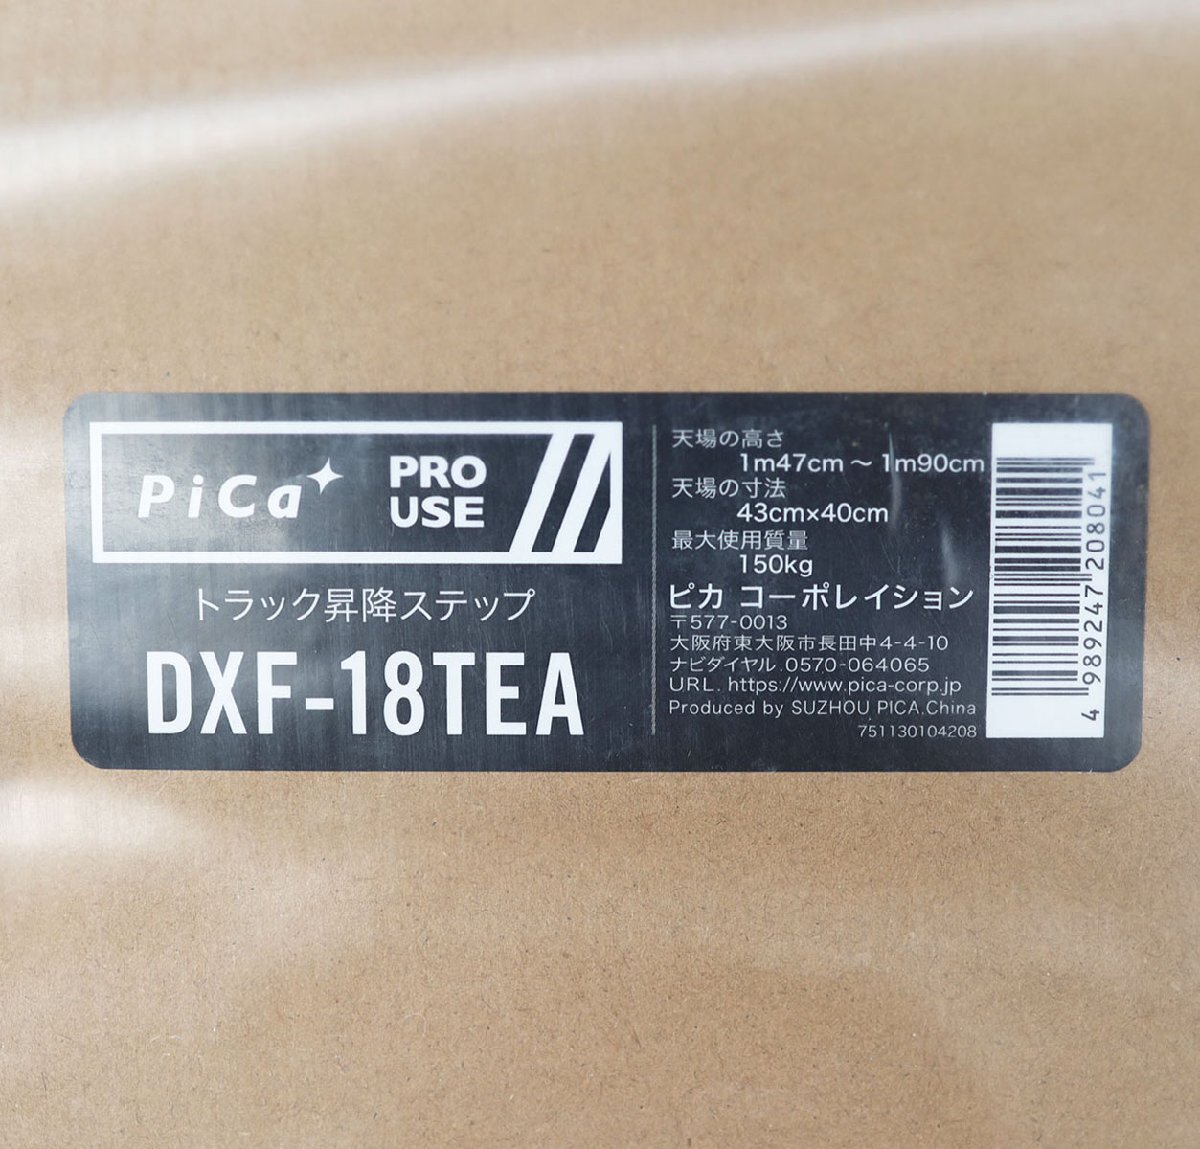 PiCa
PRO
USE
トラック昇降ステップ
DXF-18TEA
天場の高さ
1m47cm ～ 1m90cm
天場の寸法
43cm×40cm
最大使用質量
150kg
ピカ コーポレイション
〒577-0013
大阪府東大阪市長田中4-4-10
ナビダイヤル.0570-064065
URL. https://www.pica-corp.jp
Produced by SUZHOU PICA.China
751130104208
4 989247 208041